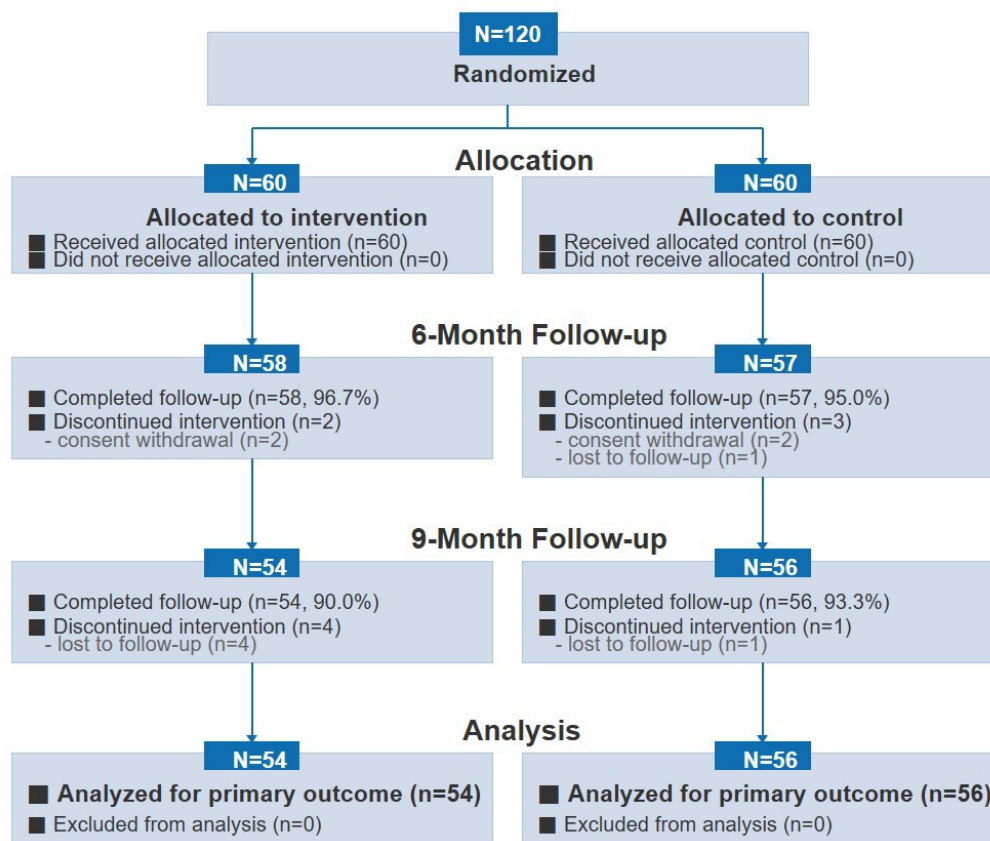 N=120
Randomized
Allocation
N=60
Allocated to intervention
■ Received allocated intervention (n=60)
■ Did not receive allocated intervention (n=0)
N=60
Allocated to control
■ Received allocated control (n=60)
■ Did not receive allocated control (n=0)
6-Month Follow-up
N=58
■ Completed follow-up (n=58, 96.7%)
■ Discontinued intervention (n=2)
- consent withdrawal (n=2)
N=57
■ Completed follow-up (n=57, 95.0%)
■ Discontinued intervention (n=3)
- consent withdrawal (n=2)
- lost to follow-up (n=1)
9-Month Follow-up
N=54
■ Completed follow-up (n=54, 90.0%)
■ Discontinued intervention (n=4)
- lost to follow-up (n=4)
N=56
■ Completed follow-up (n=56, 93.3%)
■ Discontinued intervention (n=1)
- lost to follow-up (n=1)
Analysis
N=54
■ Analyzed for primary outcome (n=54)
■ Excluded from analysis (n=0)
N=56
■ Analyzed for primary outcome (n=56)
■ Excluded from analysis (n=0)